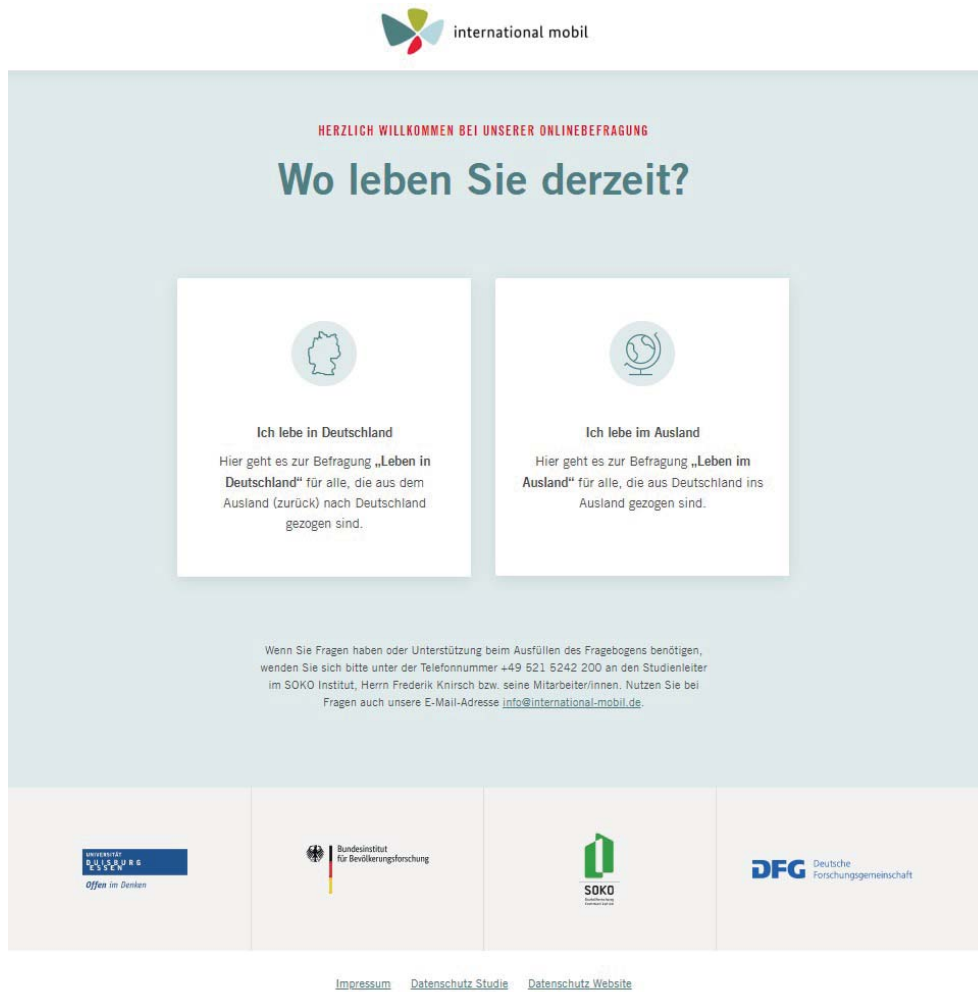 international mobil
HERZLICH WILLKOMMEN BEI UNSERER ONLINEBEFRAGUNG
Wo leben Sie derzeit?
Ich lebe in Deutschland
Hier geht es zur Befragung „Leben in
Deutschland“ für alle, die aus dem
Ausland (zurück) nach Deutschland
gezogen sind.
Ich lebe im Ausland
Hier geht es zur Befragung „Leben im
Ausland“ für alle, die aus Deutschland ins
Ausland gezogen sind.
Wenn Sie Fragen haben oder Unterstützung beim Ausfüllen des Fragebogens benötigen,
wenden Sie sich bitte unter der Telefonnummer +49 521 5242 200 an den Studienleiter
im SOKO Institut, Herrn Frederik Knirsch bzw. seine Mitarbeiter/innen. Nutzen Sie bei
Fragen auch unsere E-Mail-Adresse info@international-mobil.de.
UNIVERSITÄT
DUISBURG
ESSEN
Offen im Denken
Bundesinstitut
für Bevölkerungsforschung
SOKO
DFG Deutsche
Forschungsgemeinschaft
Impressum Datenschutz Studie Datenschutz Website